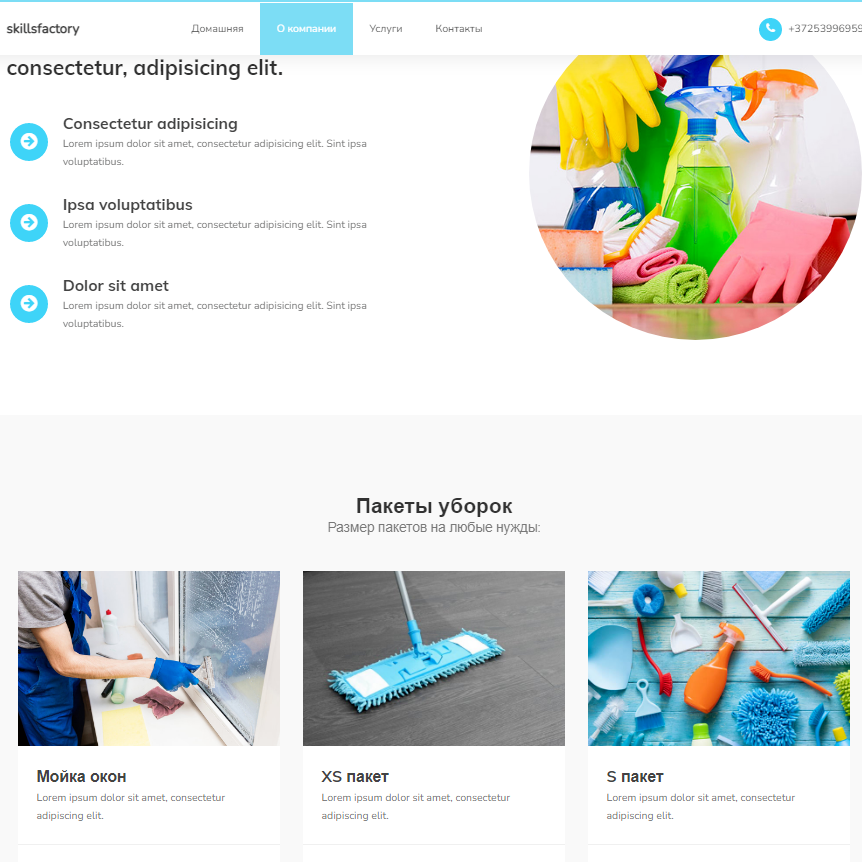 skillsfactory
Домашняя
О компании
Услуги
Контакты
+37253996959
consectetur, adipisicing elit.
Consectetur adipisicing
Lorem ipsum dolor sit amet, consectetur adipisicing elit. Sint ipsa
voluptatibus.
Ipsa voluptatibus
Lorem ipsum dolor sit amet, consectetur adipisicing elit. Sint ipsa
voluptatibus.
Dolor sit amet
Lorem ipsum dolor sit amet, consectetur adipisicing elit. Sint ipsa
voluptatibus.
Пакеты уборок
Размер пакетов на любые нужды:
Мойка окон
Lorem ipsum dolor sit amet, consectetur
adipiscing elit.
XS пакет
Lorem ipsum dolor sit amet, consectetur
adipiscing elit.
S пакет
Lorem ipsum dolor sit amet, consectetur
adipiscing elit.